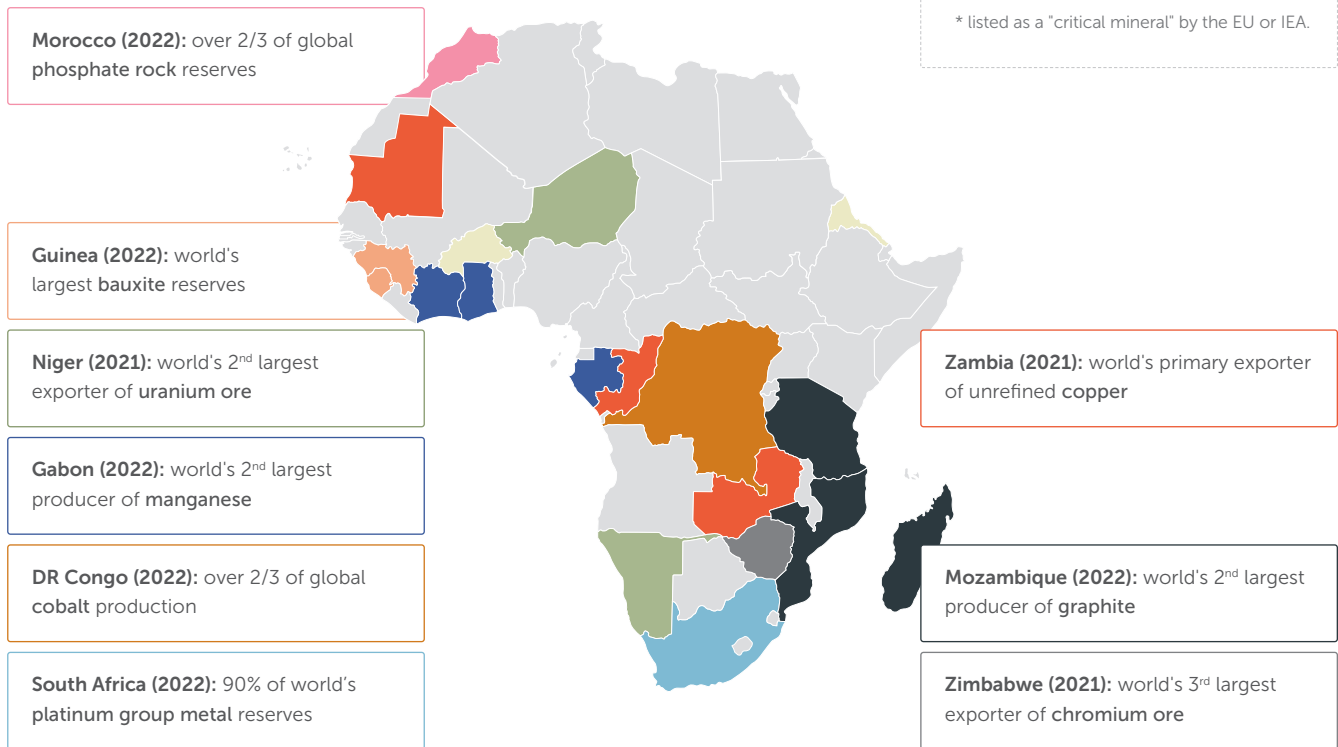 Morocco (2022): over 2/3 of global
phosphate rock reserves
* listed as a "critical mineral" by the EU or IEA.
Guinea (2022): world's
largest bauxite reserves
Niger (2021): world's 2nd largest
exporter of uranium ore
Gabon (2022): world's 2nd largest
producer of manganese
DR Congo (2022): over 2/3 of global
cobalt production
South Africa (2022): 90% of world's
platinum group metal reserves
Zambia (2021): world's primary exporter
of unrefined copper
Mozambique (2022): world's 2nd largest
producer of graphite
Zimbabwe (2021): world's 3rd largest
exporter of chromium ore